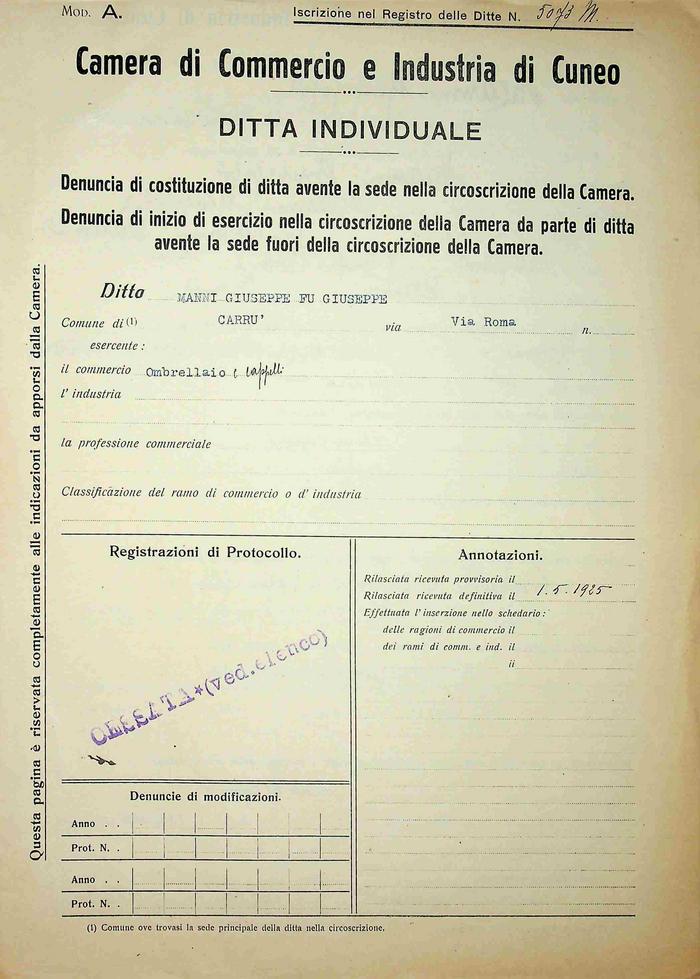 MOD. A.
Iscrizione nel Registro delle Ditte N. 5073 M.
Camera di Commercio e Industria di Cuneo
DITTA INDIVIDUALE
Denuncia di costituzione di ditta avente la sede nella circoscrizione della Camera.
Denuncia di inizio di esercizio nella circoscrizione della Camera da parte di ditta
avente la sede fuori della circoscrizione della Camera.
Questa pagina è riservata completamente alle indicazioni da apporsi dalla Camera.
Ditta MANNI GIUSEPPE FU GIUSEPPE
Comune di (1) CARRU' via Via Roma n.
esercente :
il commercio Ombrellaio e cappelli
l' industria
la professione commerciale
Classificazione del ramo di commercio o d' industria
Registrazioni di Protocollo.
CESSATA*(ved.elenco)
Denuncie di modificazioni.
Anno . .
Prot. N. .
Anno . .
Prot. N. .
Annotazioni.
Rilasciata ricevuta provvisoria il
Rilasciata ricevuta definitiva il 1.5.1925
Effettuata l'inserzione nello schedario :
delle ragioni di commercio il
dei rami di comm. e ind. il
ii
(1) Comune ove trovasi la sede principale della ditta nella circoscrizione.